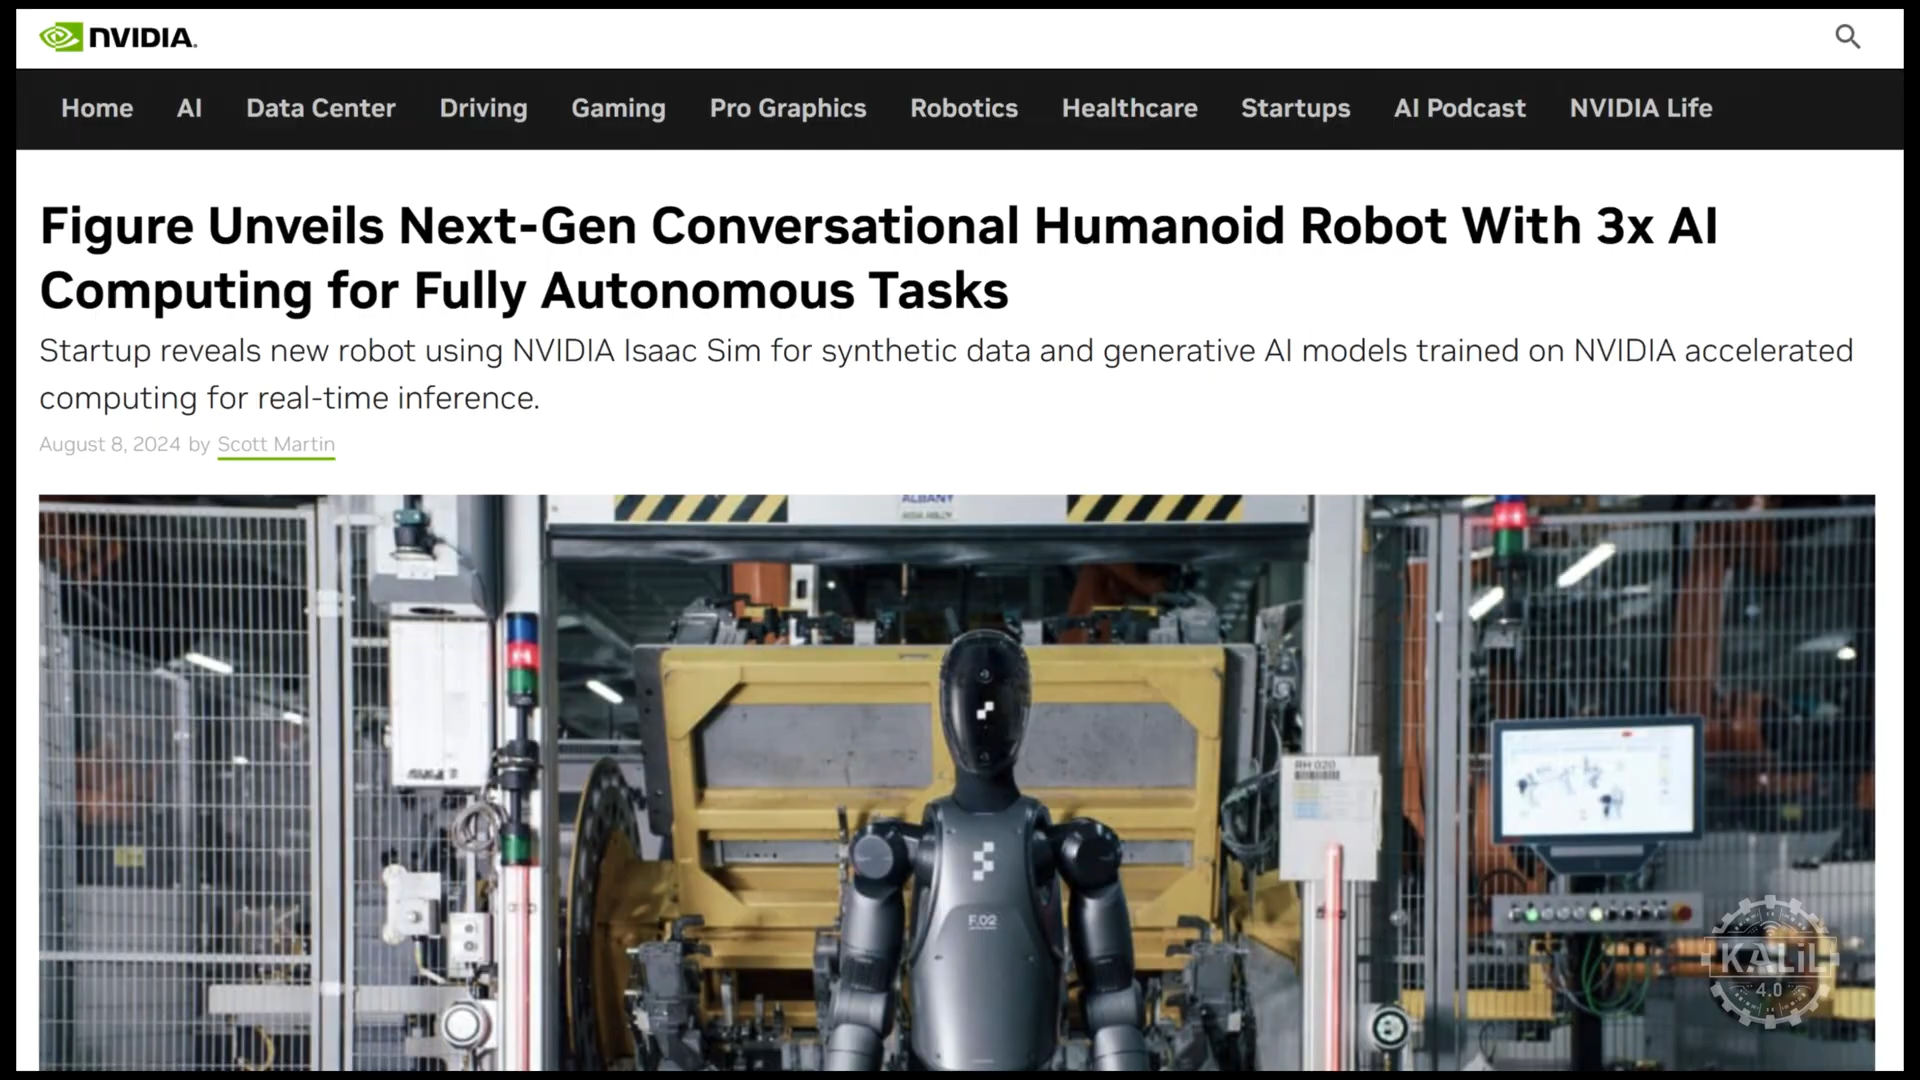 NVIDIA.
Home AI Data Center Driving Gaming Pro Graphics Robotics Healthcare Startups AI Podcast NVIDIA Life
Figure Unveils Next-Gen Conversational Humanoid Robot With 3x AI
Computing for Fully Autonomous Tasks
Startup reveals new robot using NVIDIA Isaac Sim for synthetic data and generative AI models trained on NVIDIA accelerated
computing for real-time inference.
August 8, 2024 by Scott Martin
ALBANY
RH 020
F.02
KALiL
4.0